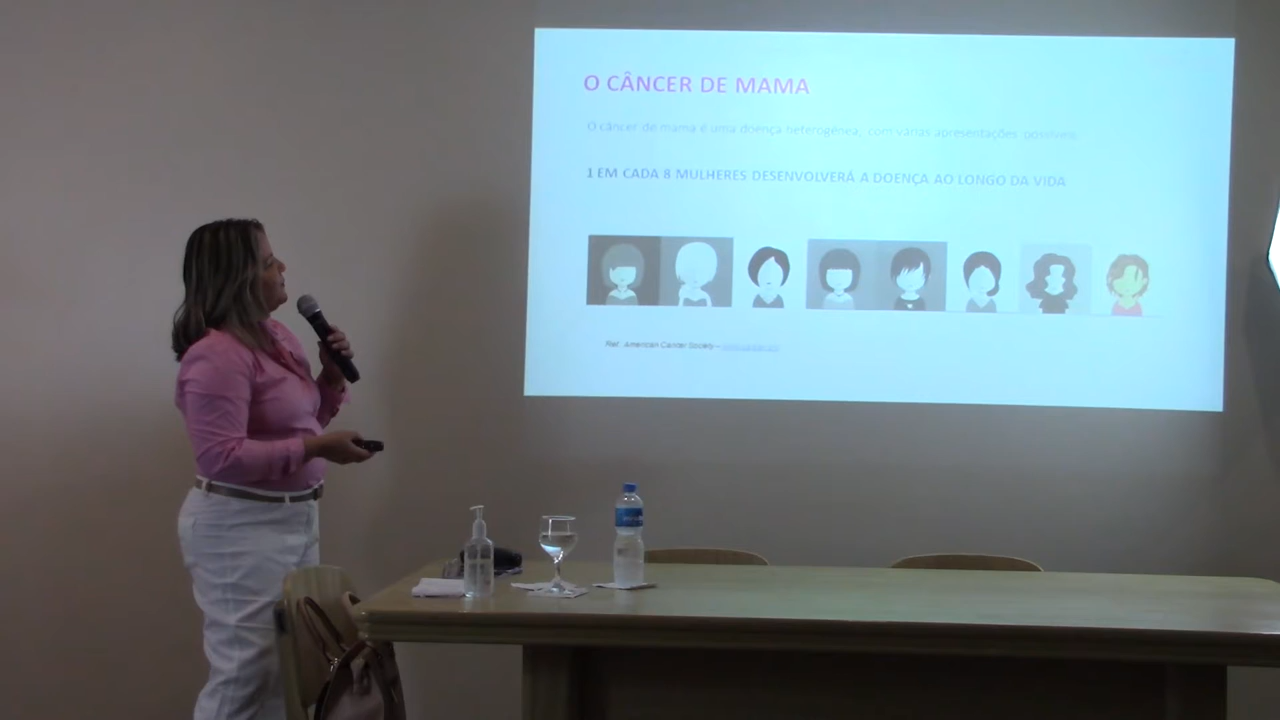 O CÂNCER DE MAMA
O câncer de mama é uma doença heterogênea, com várias apresentações possíveis
1 EM CADA 8 MULHERES DESENVOLVERÁ A DOENÇA AO LONGO DA VIDA
Ref. American Cancer Society –